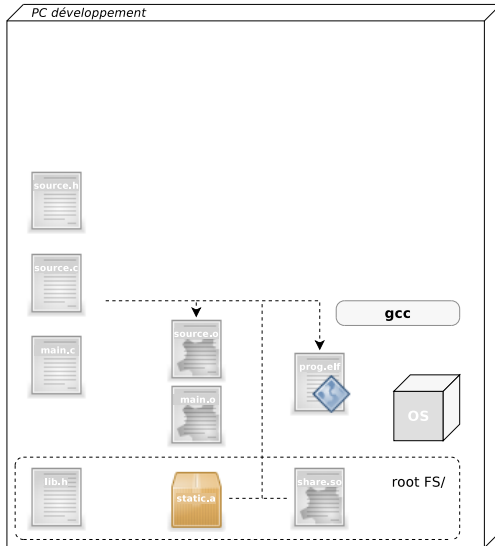 PC développement
source.h
source.c
main.c
source.o
main.o
gcc
prog.elf
OS
root FS/
lib.h
static.a
share.so